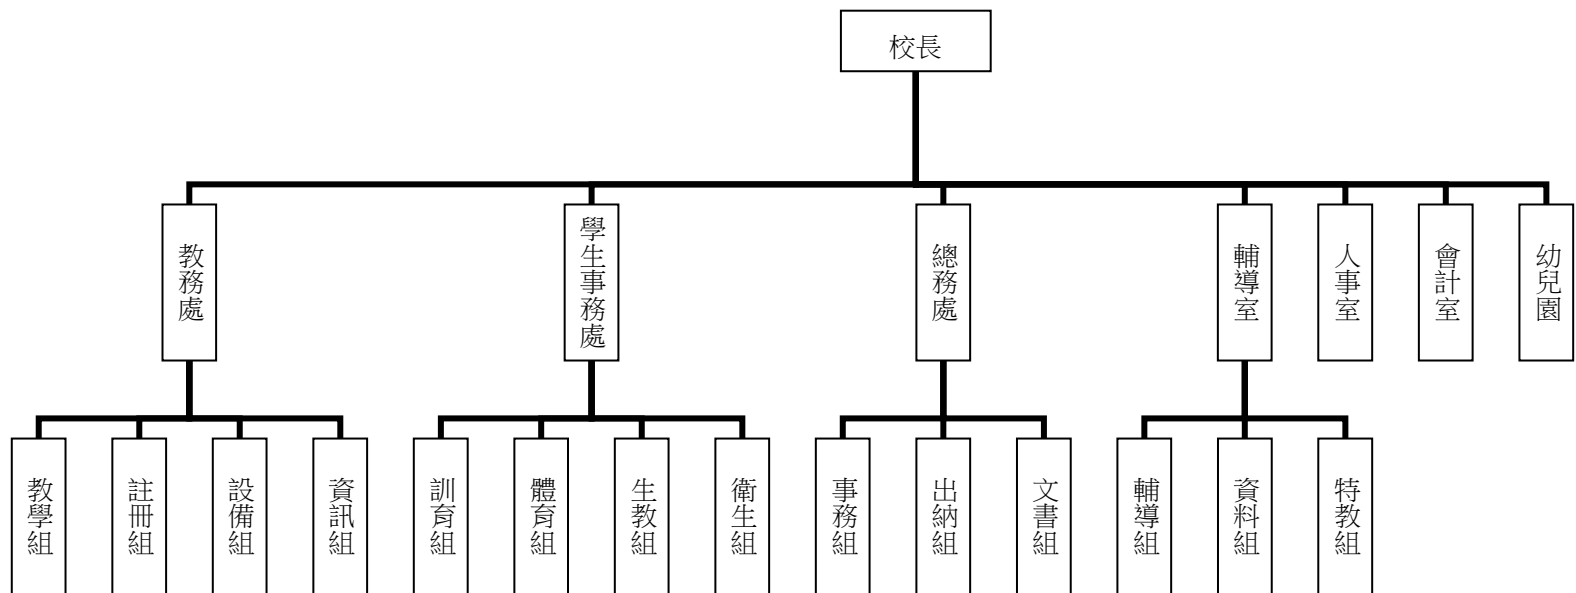 校長
教務處
學生事務處
總務處
輔導室
人事室
會計室
幼兒園
教學組
註冊組
設備組
資訊組
訓育組
體育組
生教組
衛生組
事務組
出納組
文書組
輔導組
資料組
特教組